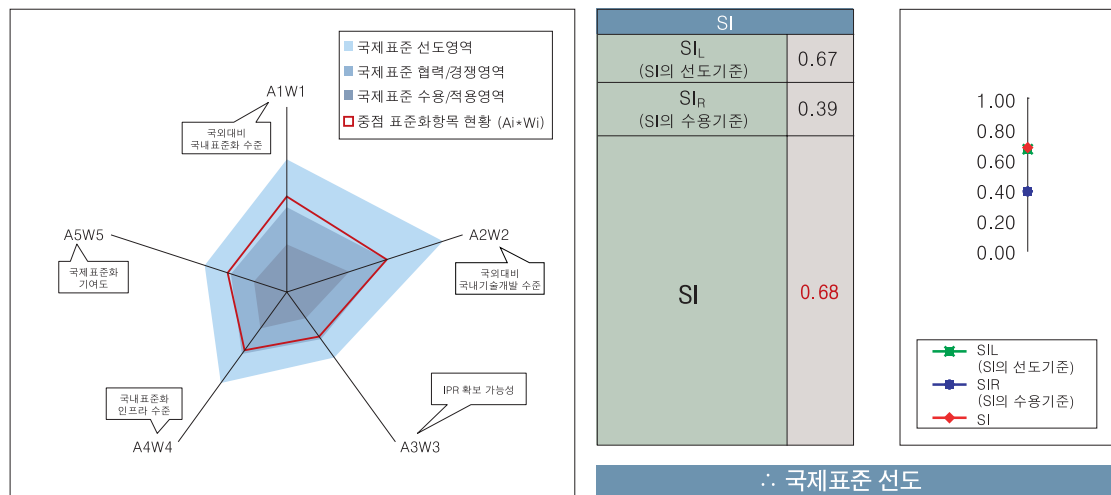 국제표준 선도영역
국제표준 협력/경쟁영역
국제표준 수용/적용영역
중점 표준화항목 현황 (Ai*Wi)
A1W1
국외대비
국내표준화 수준
A2W2
국외대비
국내기술개발 수준
A5W5
국제표준화
기여도
국내표준화
인프라 수준
A4W4
IPR 확보 가능성
A3W3
SI
SIL
(SI의 선도기준)
0.67
SIR
(SI의 수용기준)
0.39
SI
0.68
1.00
0.80
0.60
0.40
0.20
0.00
SIL
(SI의 선도기준)
SIR
(SI의 수용기준)
SI
∴ 국제표준 선도